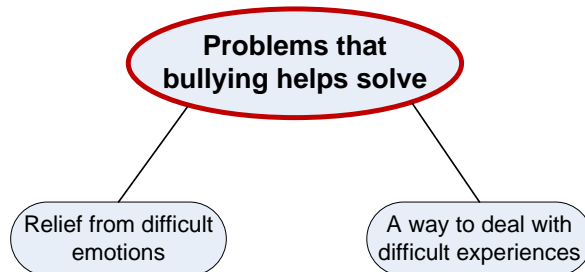 Problems that
bullying helps solve
Relief from difficult
emotions
A way to deal with
difficult experiences